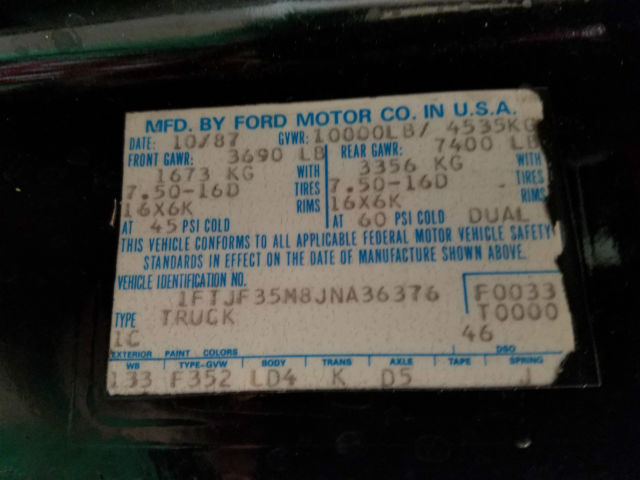 MFD. BY FORD MOTOR CO. IN U.S.A.
DATE: 10/87 GVWR: 10000LB/ 4535KG
FRONT GAWR: 3690 LB REAR GAWR: 7400 LB
1673 KG WITH 3356 KG WITH
7.50-16D TIRES 7.50-16D TIRES
16X6K RIMS 16X6K RIMS
AT 45 PSI COLD AT 60 PSI COLD DUAL
THIS VEHICLE CONFORMS TO ALL APPLICABLE FEDERAL MOTOR VEHICLE SAFETY
STANDARDS IN EFFECT ON THE DATE OF MANUFACTURE SHOWN ABOVE.
VEHICLE IDENTIFICATION NO.
1FTJF35M8JNA36376 F0033
TYPE TRUCK T0000
1C 46
EXTERIOR PAINT COLORS DSO
WB TYPE-GVW BODY TRANS AXLE TAPE SPRING
133 F352 LD4 K D5 J